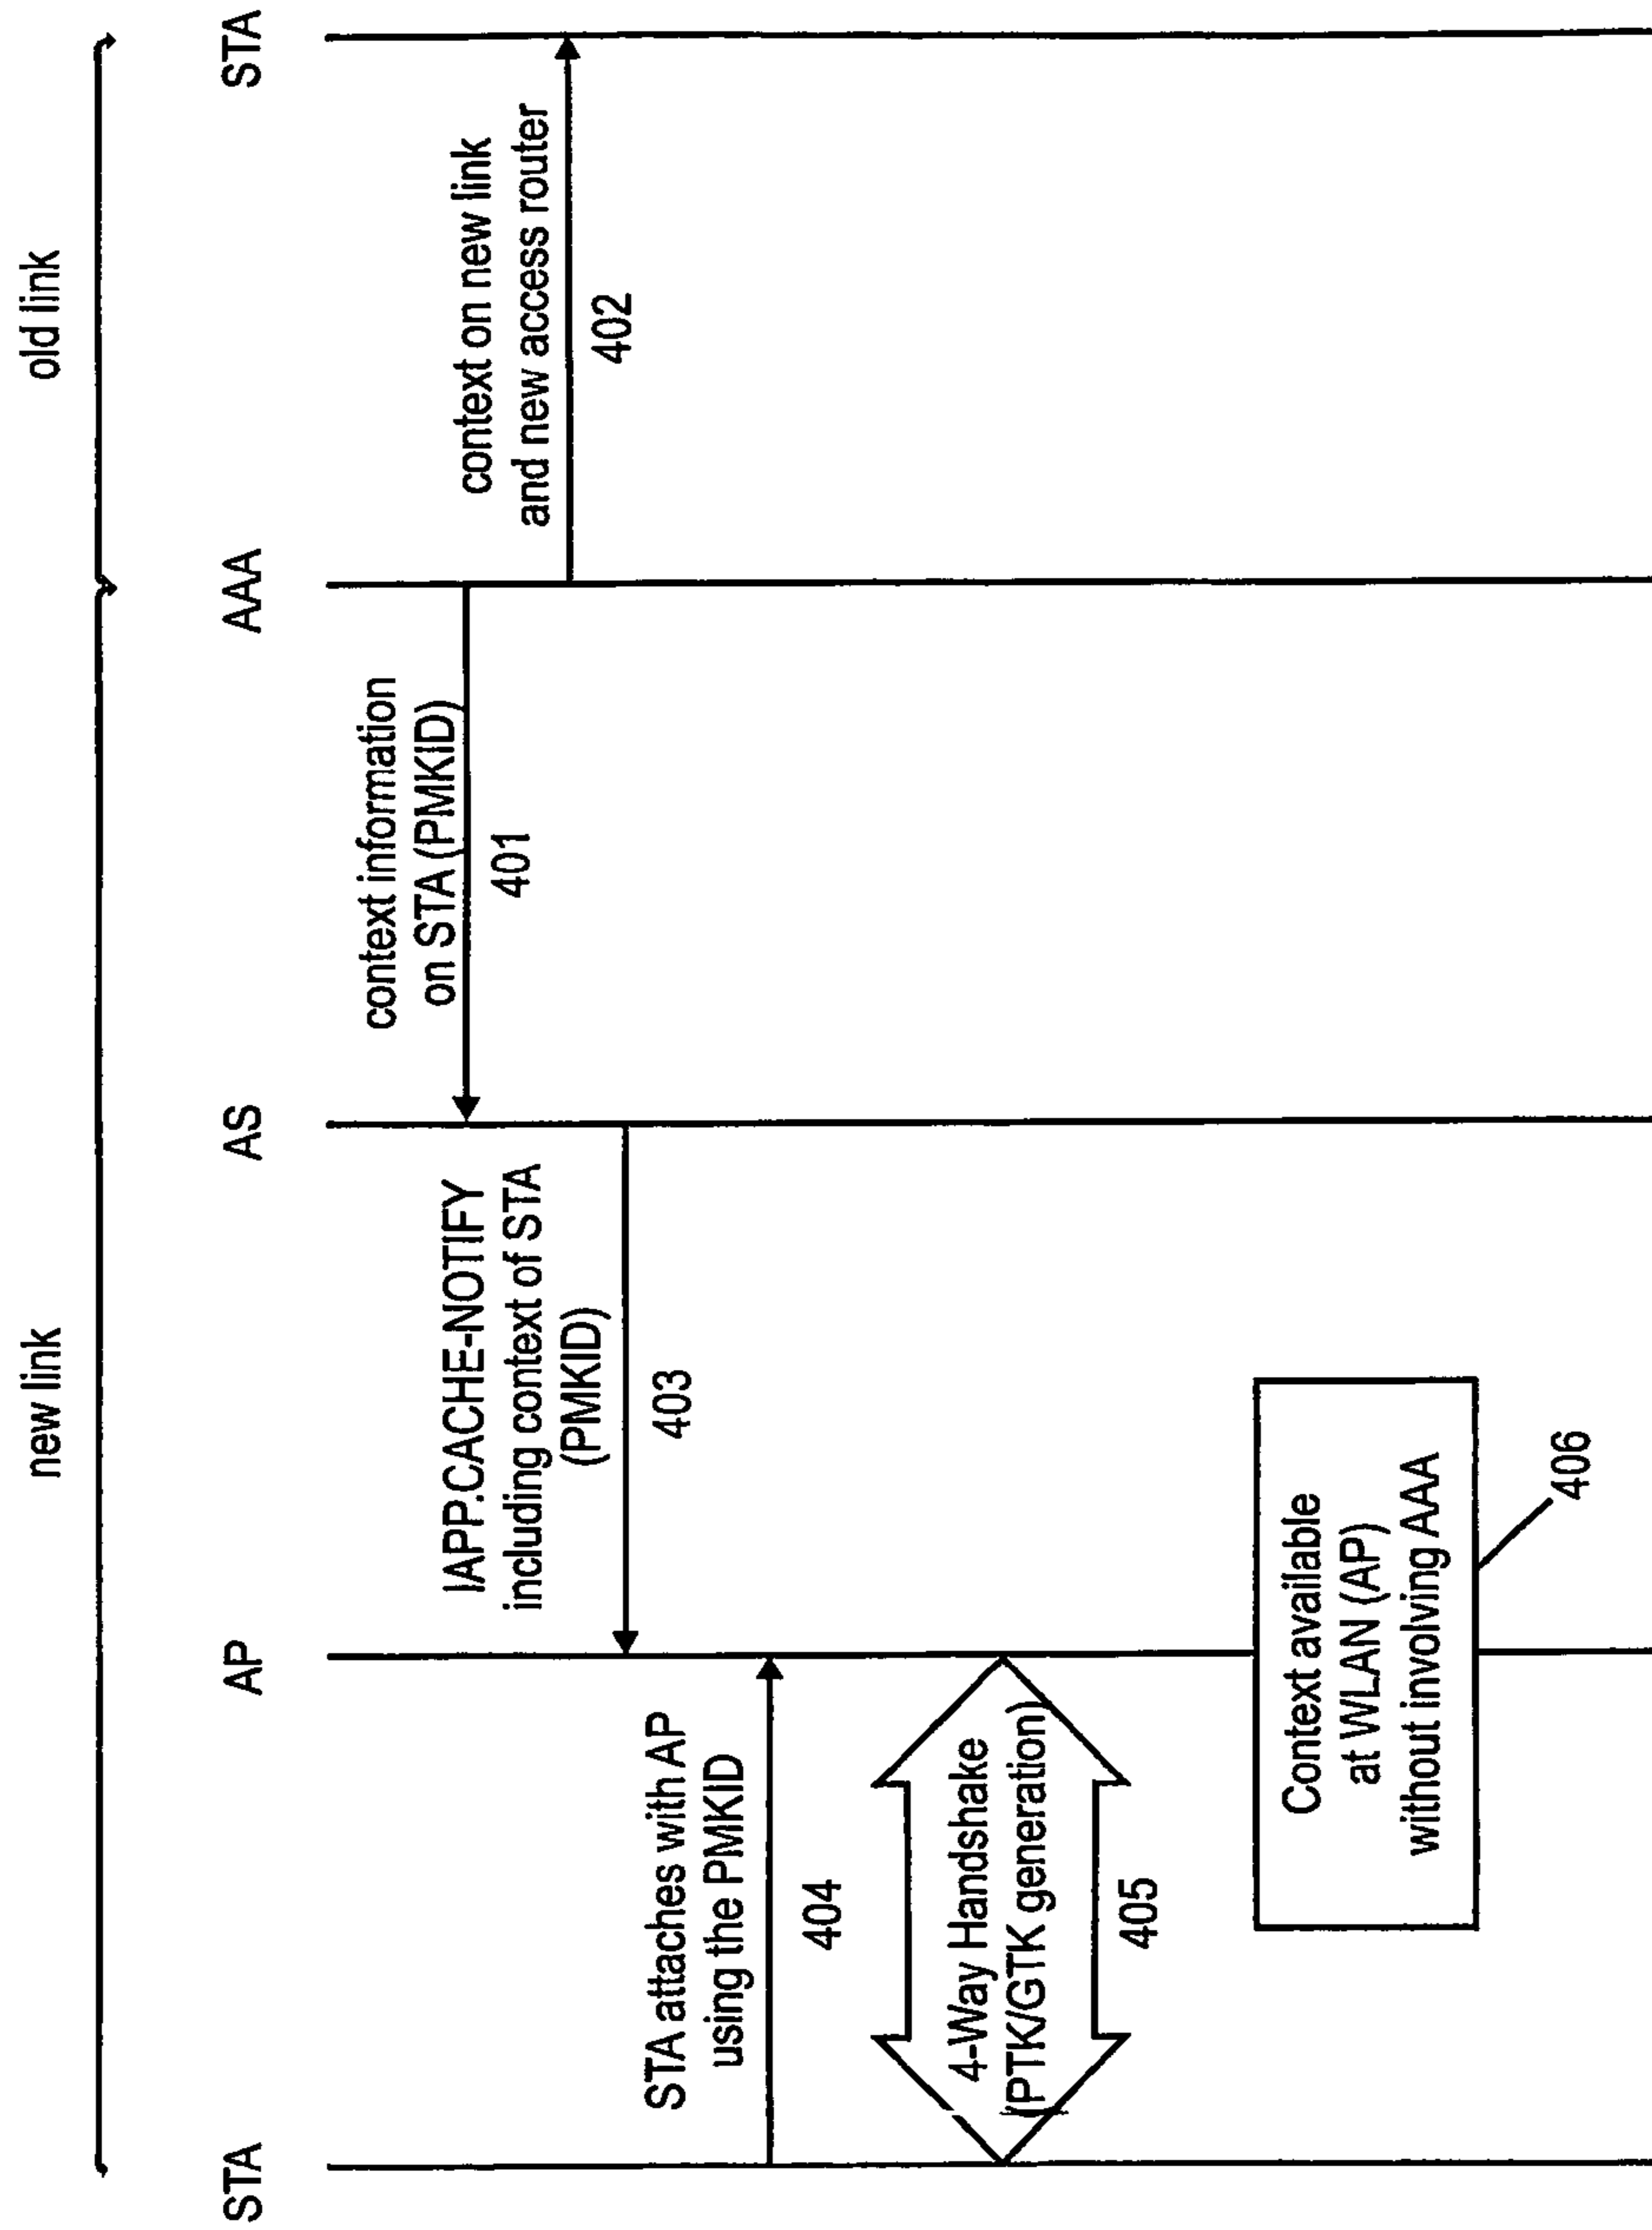 new link
old link
STA
AP
AS
AAA
STA
context information
on STA (PMKID)
401
context on new link
and new access router
402
IAPP.CACHE-NOTIFY
including context of STA
(PMKID)
403
STA attaches with AP
using the PMKID
404
4-Way Handshake
(PTK/GTK generation)
405
Context available
at WLAN (AP)
without involving AAA
406